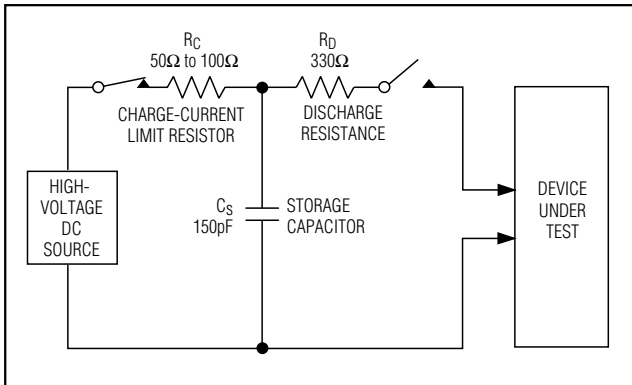 R_C
50Ω to 100Ω
CHARGE-CURRENT
LIMIT RESISTOR
R_D
330Ω
DISCHARGE
RESISTANCE
HIGH-
VOLTAGE
DC
SOURCE
C_S
150pF
STORAGE
CAPACITOR
DEVICE
UNDER
TEST